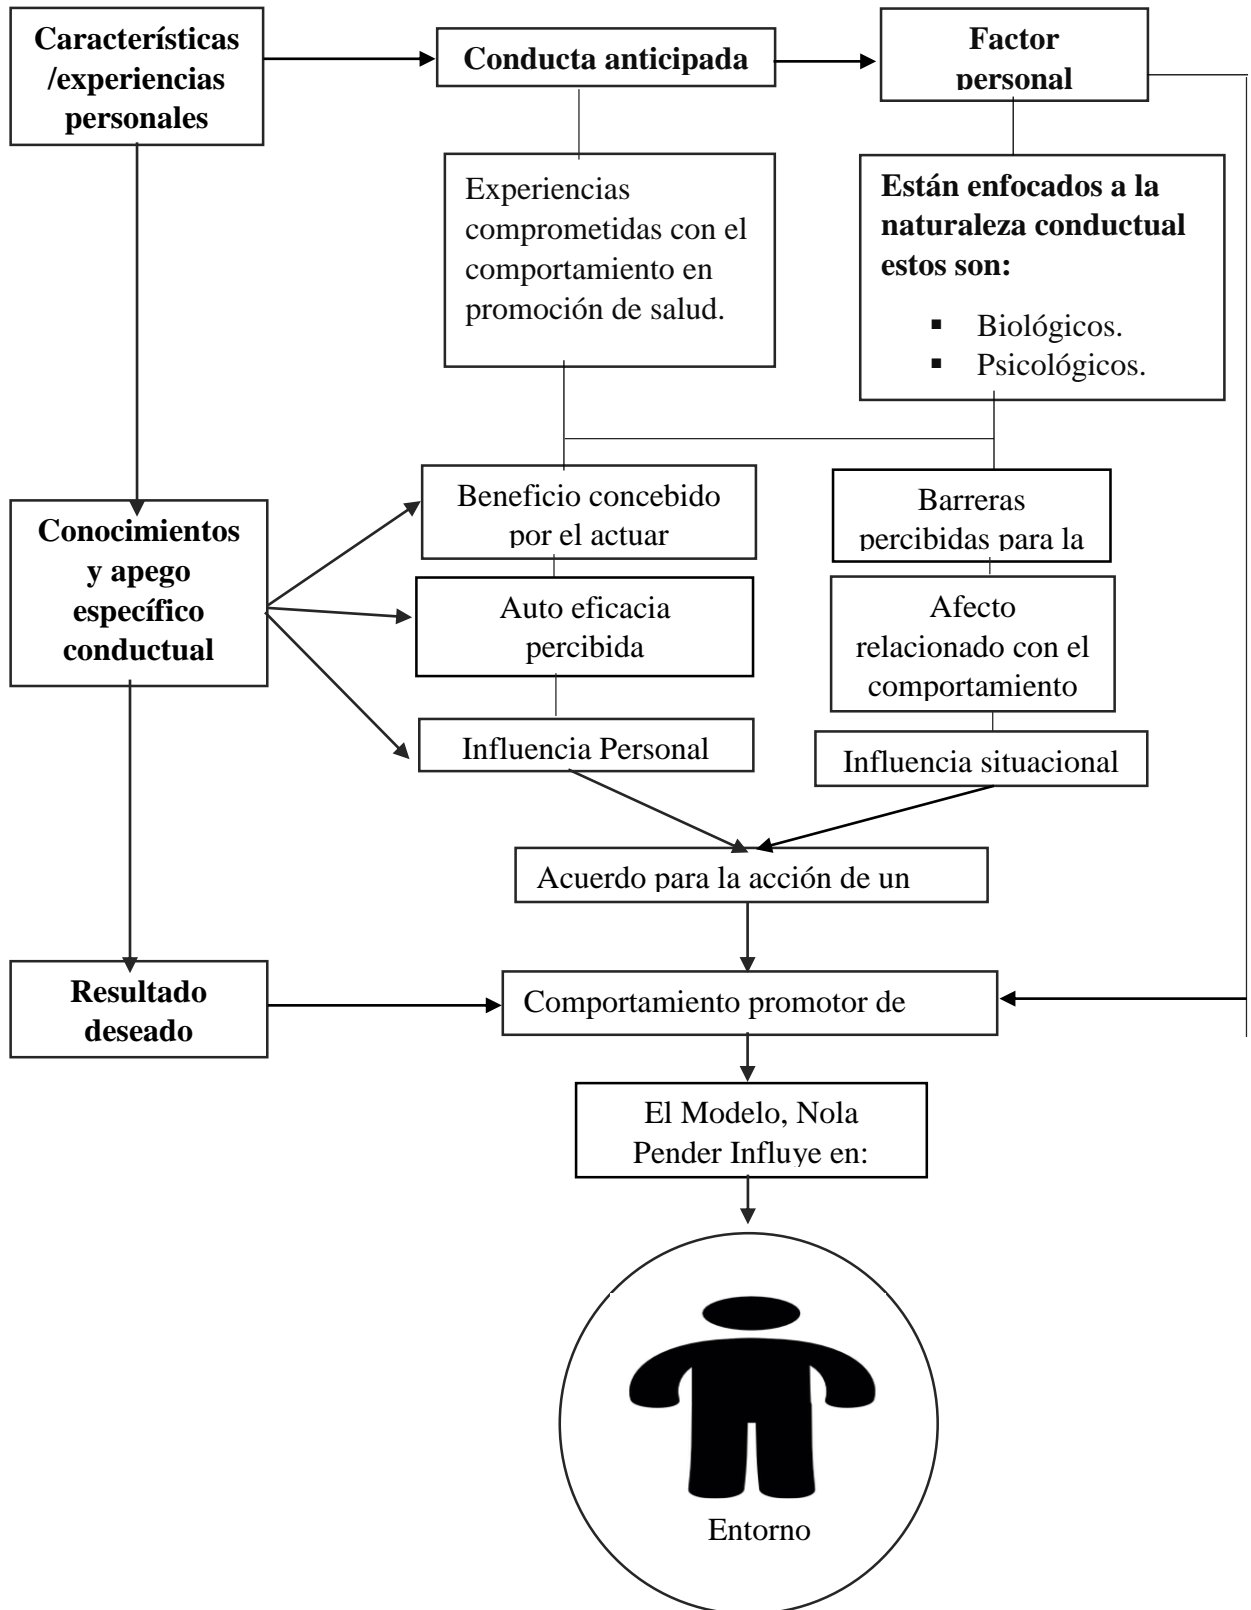 Características
/experiencias
personales
Conducta anticipada
Factor
personal
Experiencias
comprometidas con el
comportamiento en
promoción de salud.
Están enfocados a la
naturaleza conductual
estos son:
▪ Biológicos.
▪ Psicológicos.
Conocimientos
y apego
específico
conductual
Beneficio concebido
por el actuar
Barreras
percibidas para la
Auto eficacia
percibida
Afecto
relacionado con el
comportamiento
Influencia Personal
Influencia situacional
Acuerdo para la acción de un
Resultado
deseado
Comportamiento promotor de
El Modelo, Nola
Pender Influye en:
Entorno